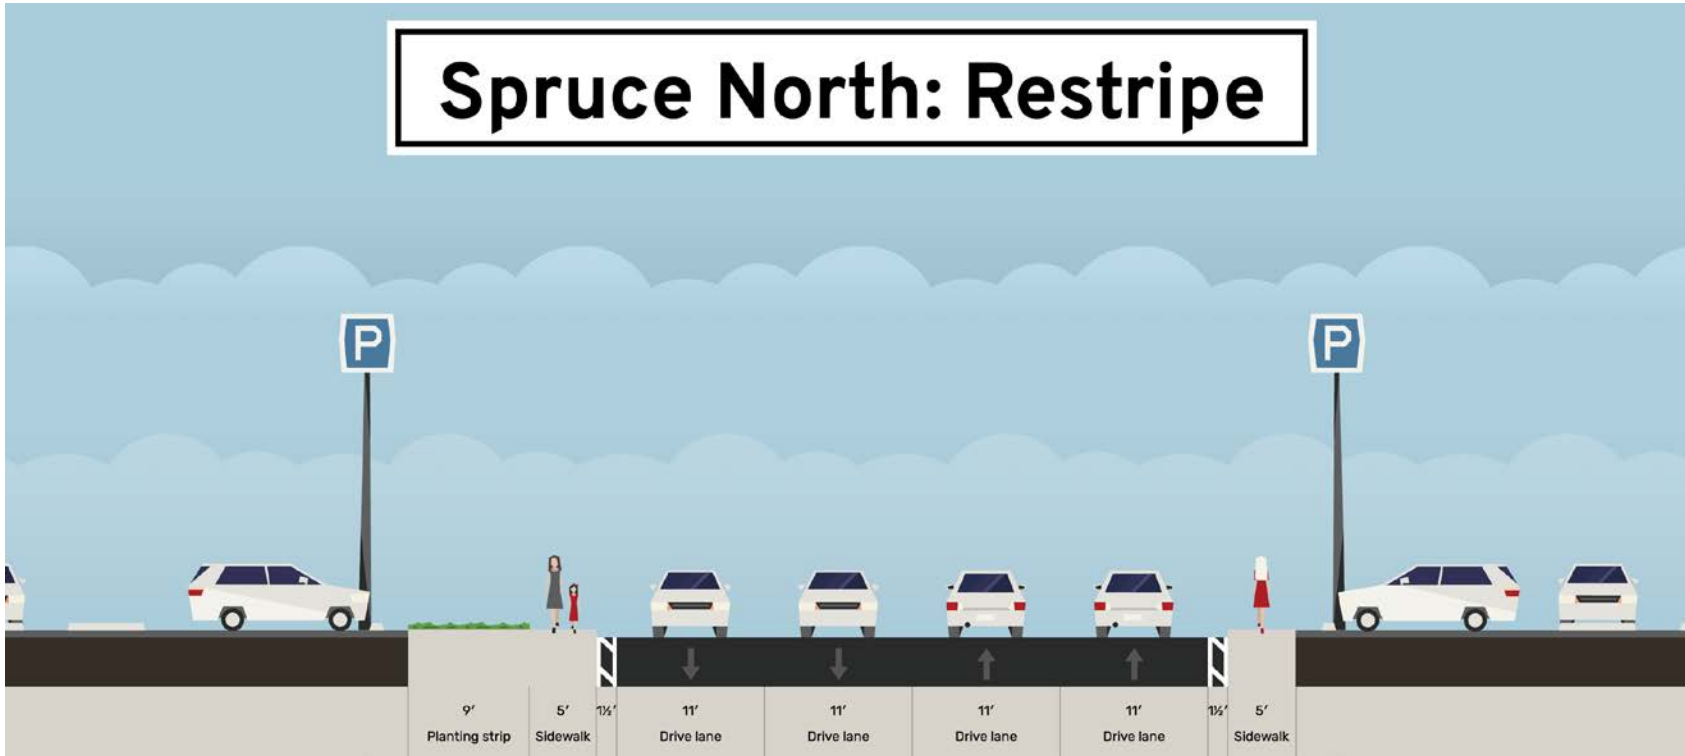 Spruce North: Restripe
P
P
9′ 5′ 1½′ 11′ 11′ 11′ 11′ 1½′ 5′
Planting strip Sidewalk Drive lane Drive lane Drive lane Drive lane Sidewalk